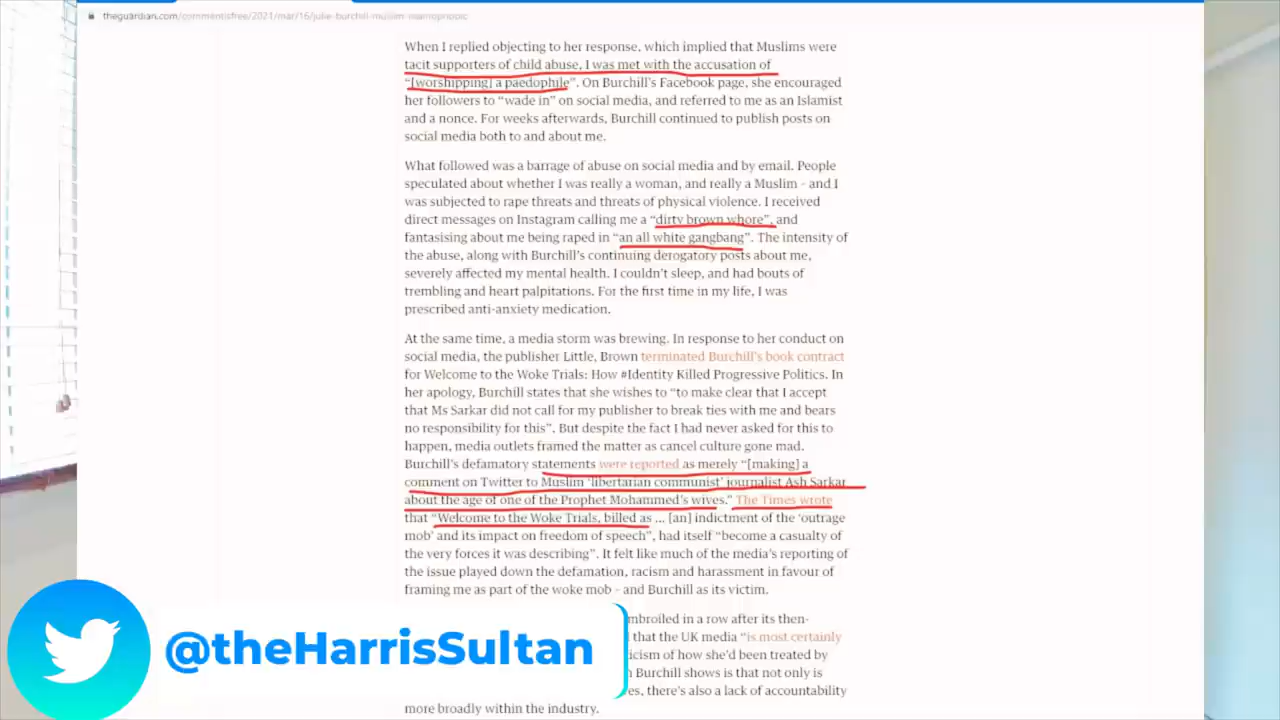 theguardian.com/commentisfree/2021/mar/16/julie-burchill-muslim-islamophobic
When I replied objecting to her response, which implied that Muslims were
tacit supporters of child abuse, I was met with the accusation of
“[worshipping] a paedophile”. On Burchill’s Facebook page, she encouraged
her followers to “wade in” on social media, and referred to me as an Islamist
and a nonce. For weeks afterwards, Burchill continued to publish posts on
social media both to and about me.
What followed was a barrage of abuse on social media and by email. People
speculated about whether I was really a woman, and really a Muslim - and I
was subjected to rape threats and threats of physical violence. I received
direct messages on Instagram calling me a “dirty brown whore”, and
fantasising about me being raped in “an all white gangbang”. The intensity
of the abuse, along with Burchill’s continuing derogatory posts about me,
severely affected my mental health. I couldn’t sleep, and had bouts of
trembling and heart palpitations. For the first time in my life, I was
prescribed anti-anxiety medication.
At the same time, a media storm was brewing. In response to her conduct on
social media, the publisher Little, Brown terminated Burchill’s book contract
for Welcome to the Woke Trials: How #Identity Killed Progressive Politics. In
her apology, Burchill states that she wishes to “to make clear that I accept
that Ms Sarkar did not call for my publisher to break ties with me and bears
no responsibility for this”. But despite the fact I had never asked for this to
happen, media outlets framed the matter as cancel culture gone mad.
Burchill’s defamatory statements were reported as merely “[making] a
comment on Twitter to Muslim ‘libertarian communist’ journalist Ash Sarkar
about the age of one of the Prophet Mohammed’s wives.” The Times wrote
that “Welcome to the Woke Trials, billed as ... [an] indictment of the ‘outrage
mob’ and its impact on freedom of speech”, had itself “become a casualty of
the very forces it was describing”. It felt like much of the media’s reporting of
the issue played down the defamation, racism and harassment in favour of
framing me as part of the woke mob - and Burchill as its victim.
mbroiled in a row after its then-
that the UK media “is most certainly
icism of how she’d been treated by
Burchill shows is that not only is
es, there’s also a lack of accountability
more broadly within the industry.
@theHarrisSultan